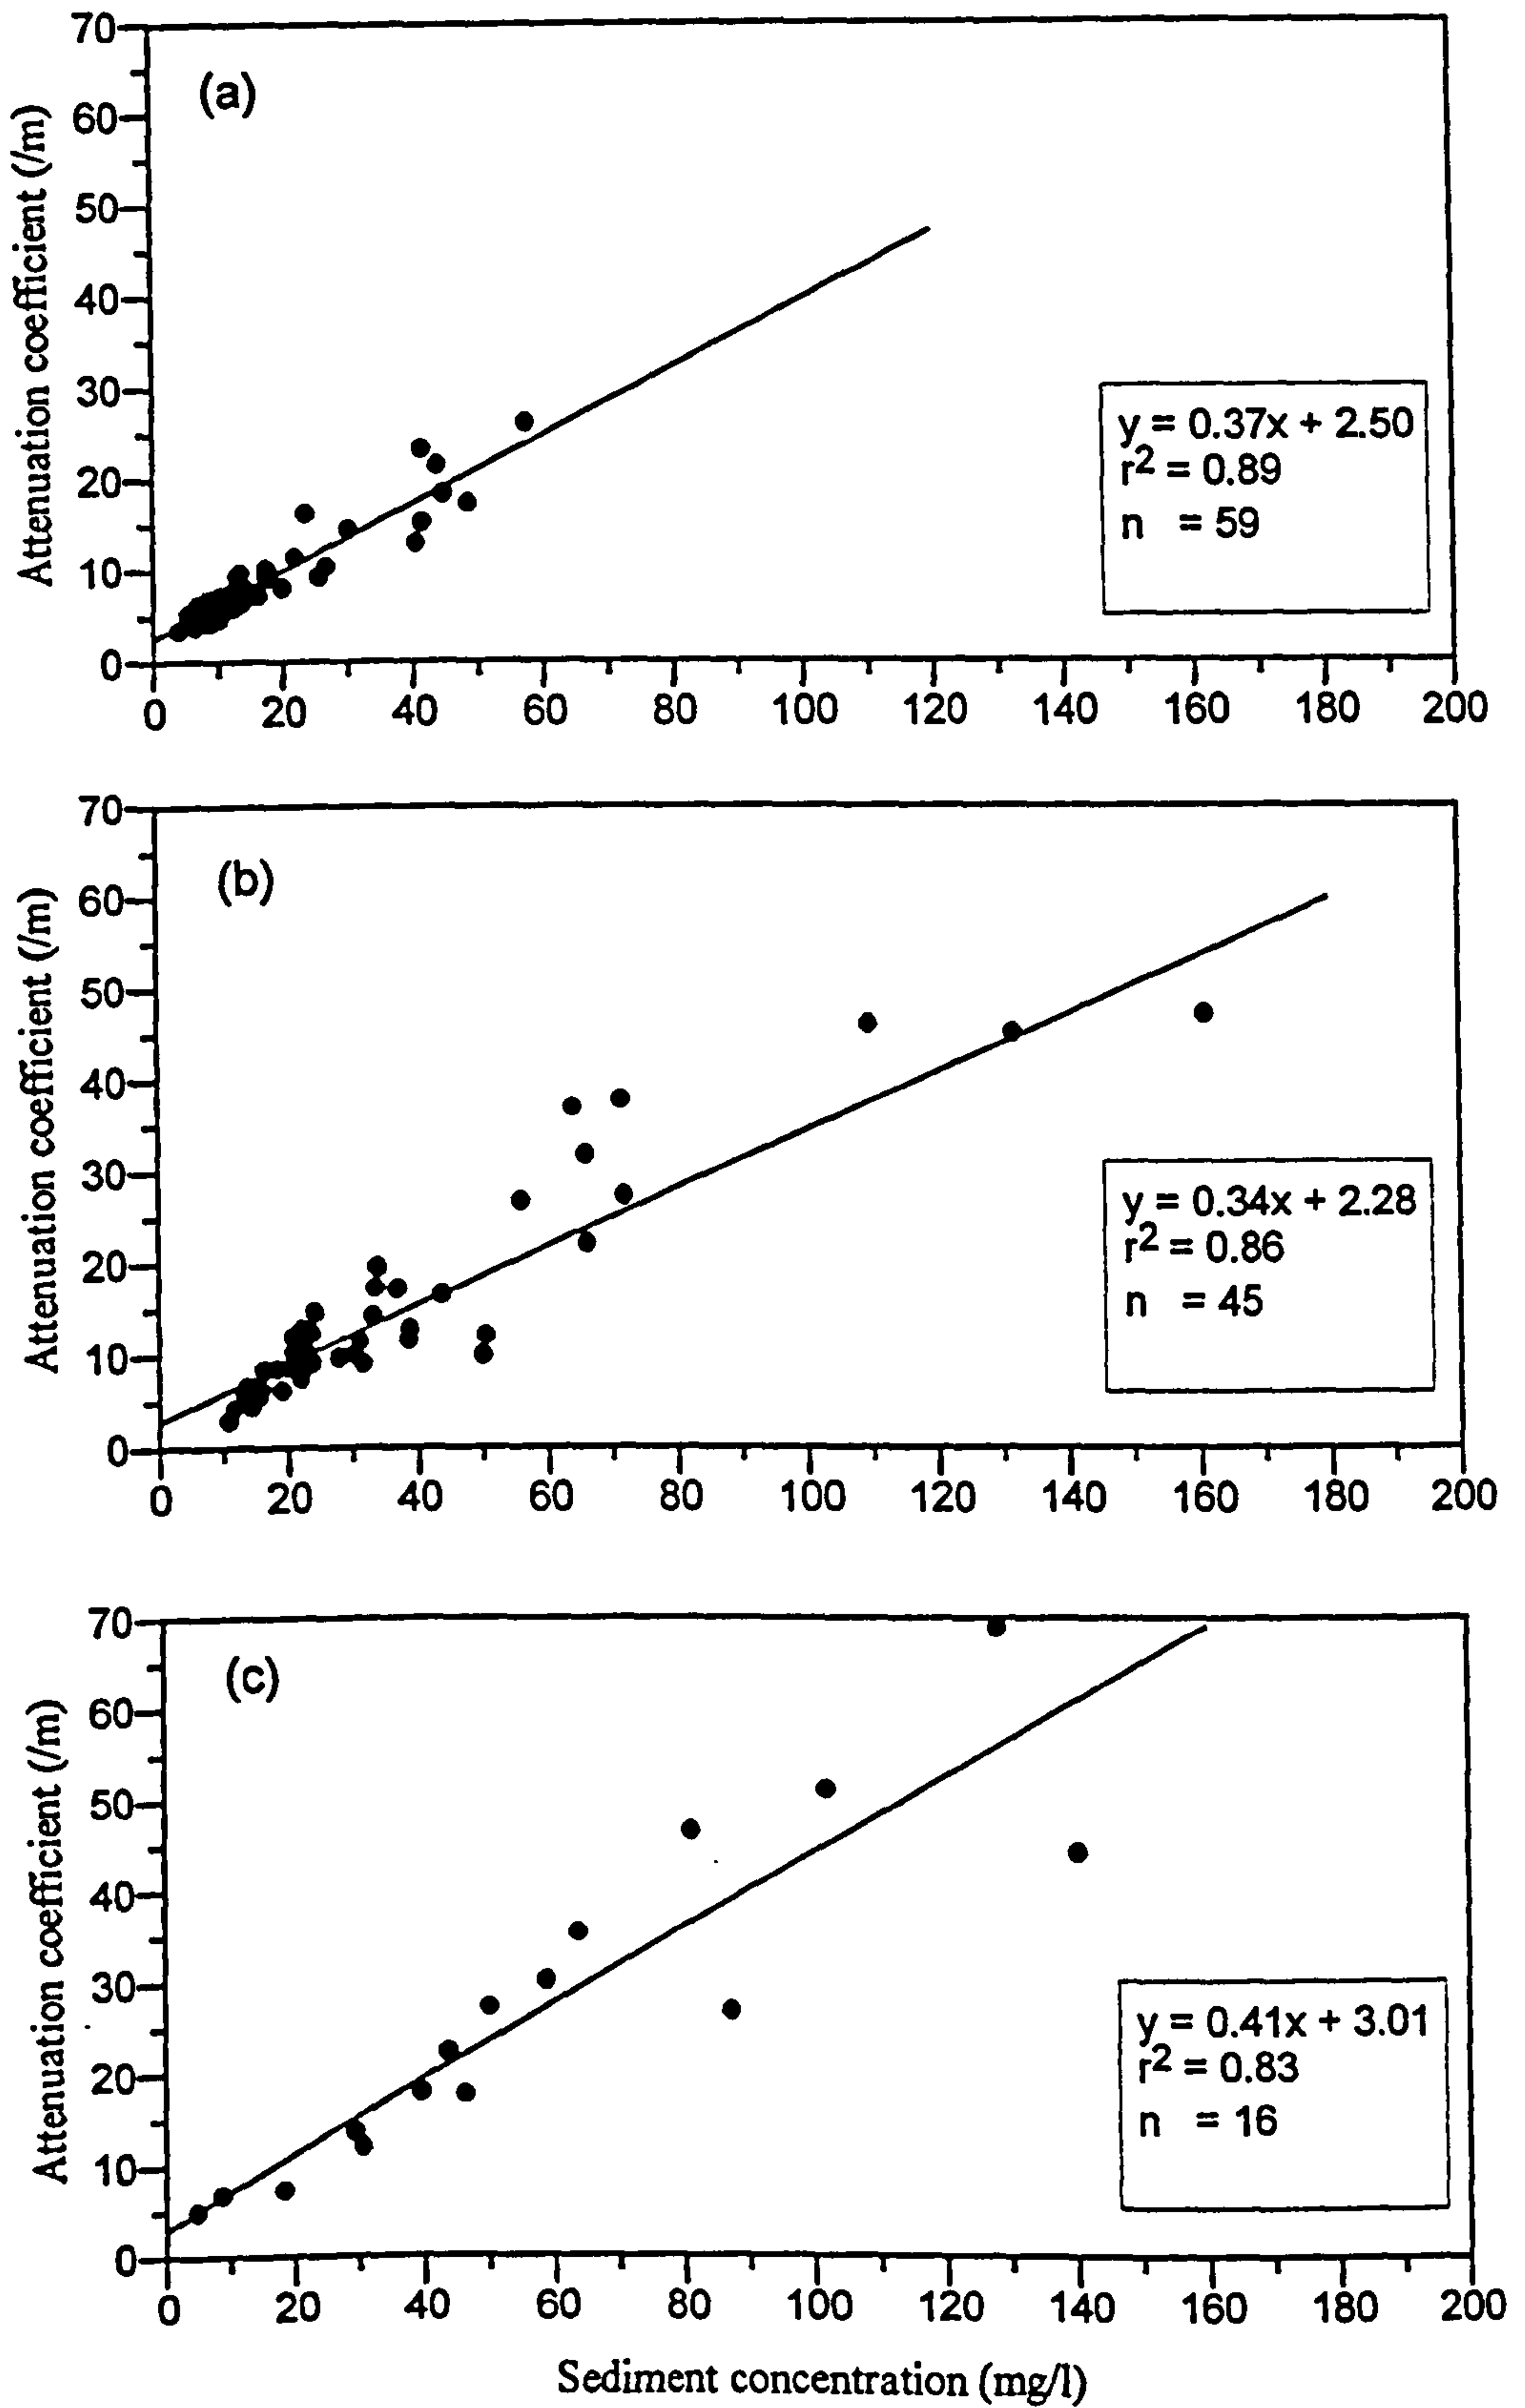 70
60
50
40
30
20
10
0
Attenuation coefficient (/m)
(a)
y = 0.37x + 2.50
r2 = 0.89
n = 59
0 20 40 60 80 100 120 140 160 180 200
70
60
50
40
30
20
10
0
Attenuation coefficient (/m)
(b)
y = 0.34x + 2.28
r2 = 0.86
n = 45
0 20 40 60 80 100 120 140 160 180 200
70
60
50
40
30
20
10
0
Attenuation coefficient (/m)
(c)
y = 0.41x + 3.01
r2 = 0.83
n = 16
0 20 40 60 80 100 120 140 160 180 200
Sediment concentration (mg/l)